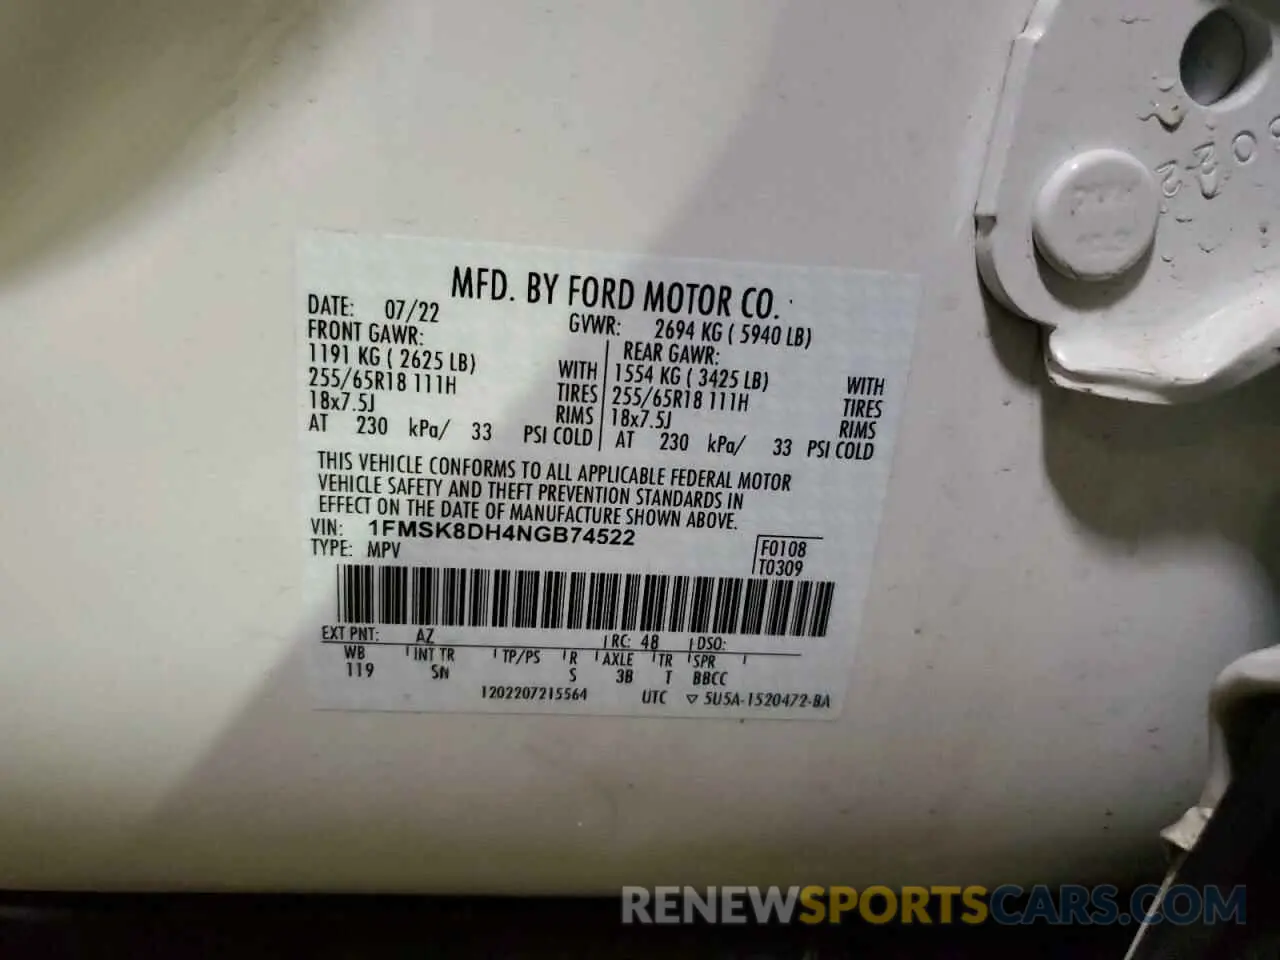 MFD. BY FORD MOTOR CO.
DATE: 07/22 GVWR: 2694 KG ( 5940 LB)
FRONT GAWR: REAR GAWR:
1191 KG ( 2625 LB) WITH 1554 KG ( 3425 LB) WITH
255/65R18 111H TIRES 255/65R18 111H TIRES
18x7.5J RIMS 18x7.5J RIMS
AT 230 kPa/ 33 PSI COLD AT 230 kPa/ 33 PSI COLD
THIS VEHICLE CONFORMS TO ALL APPLICABLE FEDERAL MOTOR
VEHICLE SAFETY AND THEFT PREVENTION STANDARDS IN
EFFECT ON THE DATE OF MANUFACTURE SHOWN ABOVE.
VIN: 1FMSK8DH4NGB74522
TYPE: MPV F0108
T0309
EXT PNT: AZ RC: 48 DSO:
WB INT TR TP/PS R AXLE TR SPR
119 SN S 3B T BBCC
1202207215564 UTC ▽ 5U5A-1520472-BA
RENEWSPORTSCARS.COM